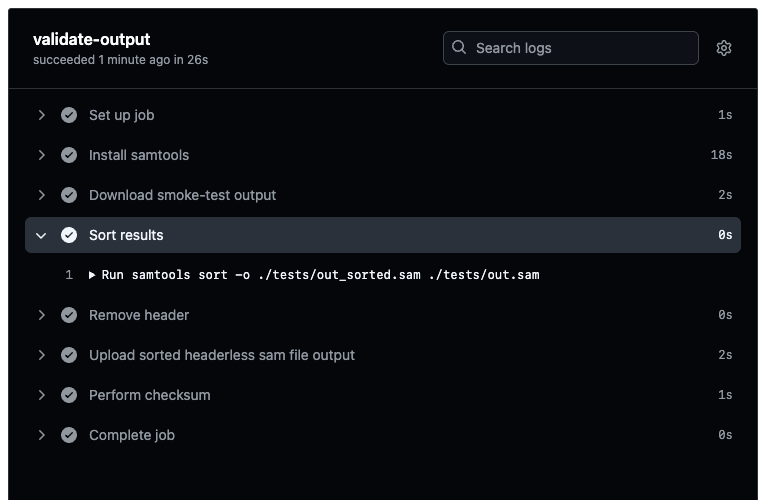 validate-output
succeeded 1 minute ago in 26s
Search logs
Set up job 1s
Install samtools 18s
Download smoke-test output 2s
Sort results 0s
1 Run samtools sort -o ./tests/out_sorted.sam ./tests/out.sam
Remove header 0s
Upload sorted headerless sam file output 2s
Perform checksum 1s
Complete job 0s